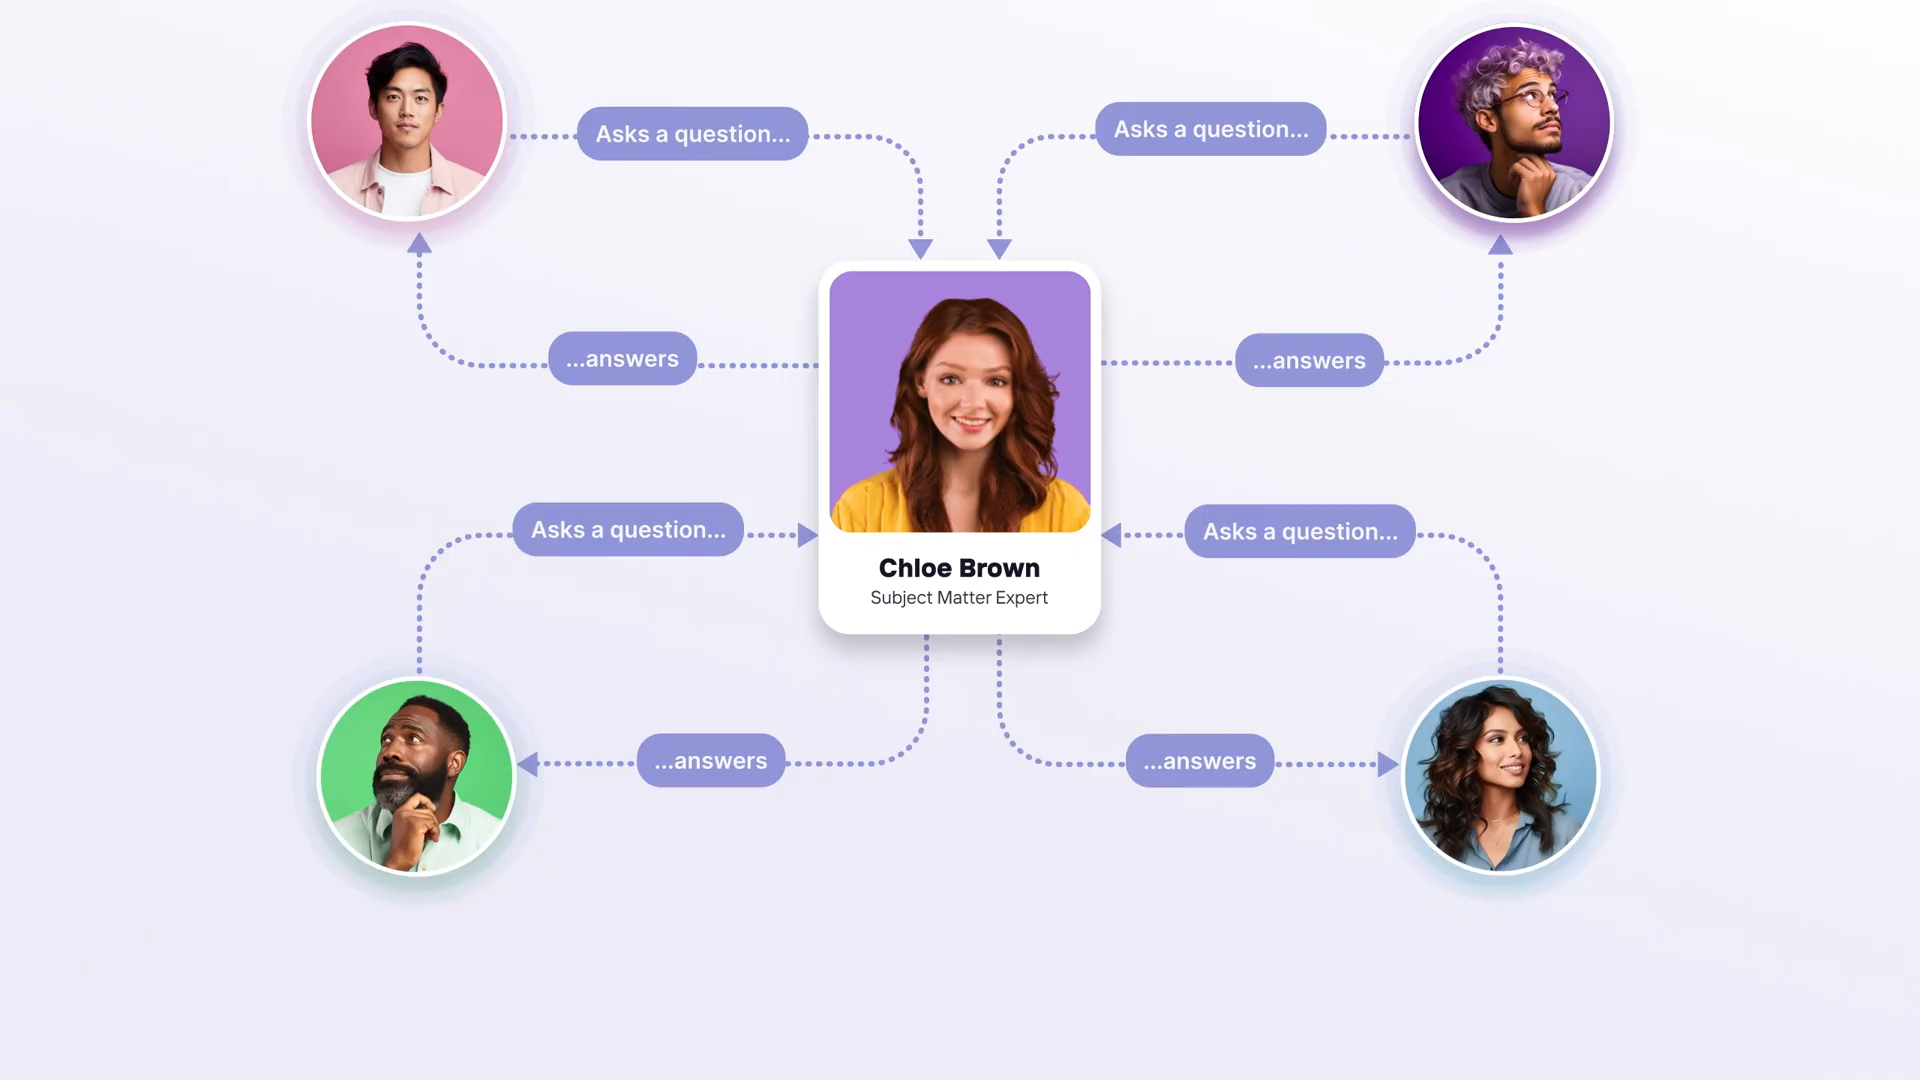 Asks a question...
Asks a question...
...answers
...answers
Asks a question...
Asks a question...
Chloe Brown
Subject Matter Expert
...answers
...answers